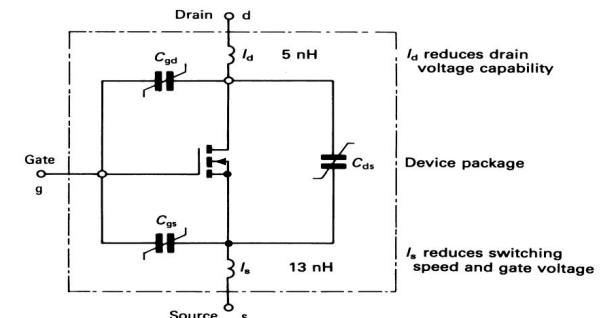 Drain d
C_gd
l_d 5 nH
l_d reduces drain
voltage capability
Gate
g
C_ds
Device package
C_gs
l_s 13 nH
l_s reduces switching
speed and gate voltage
Source s